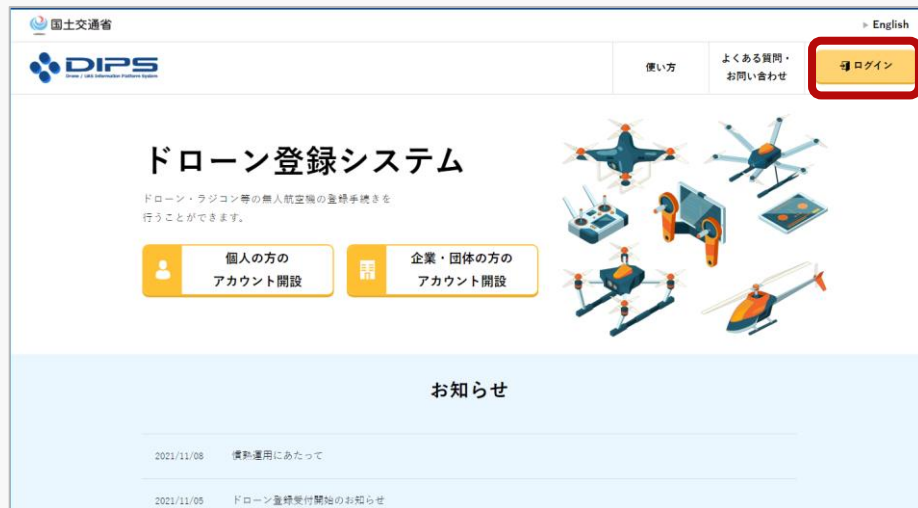 国土交通省
▶ English
DIPS
Drone / UAS Information Platform System
使い方
よくある質問・
お問い合わせ
ログイン
ドローン登録システム
ドローン・ラジコン等の無人航空機の登録手続きを
行うことができます。
個人の方の
アカウント開設
企業・団体の方の
アカウント開設
お知らせ
2021/11/08 慣熟運用にあたって
2021/11/05 ドローン登録受付開始のお知らせ